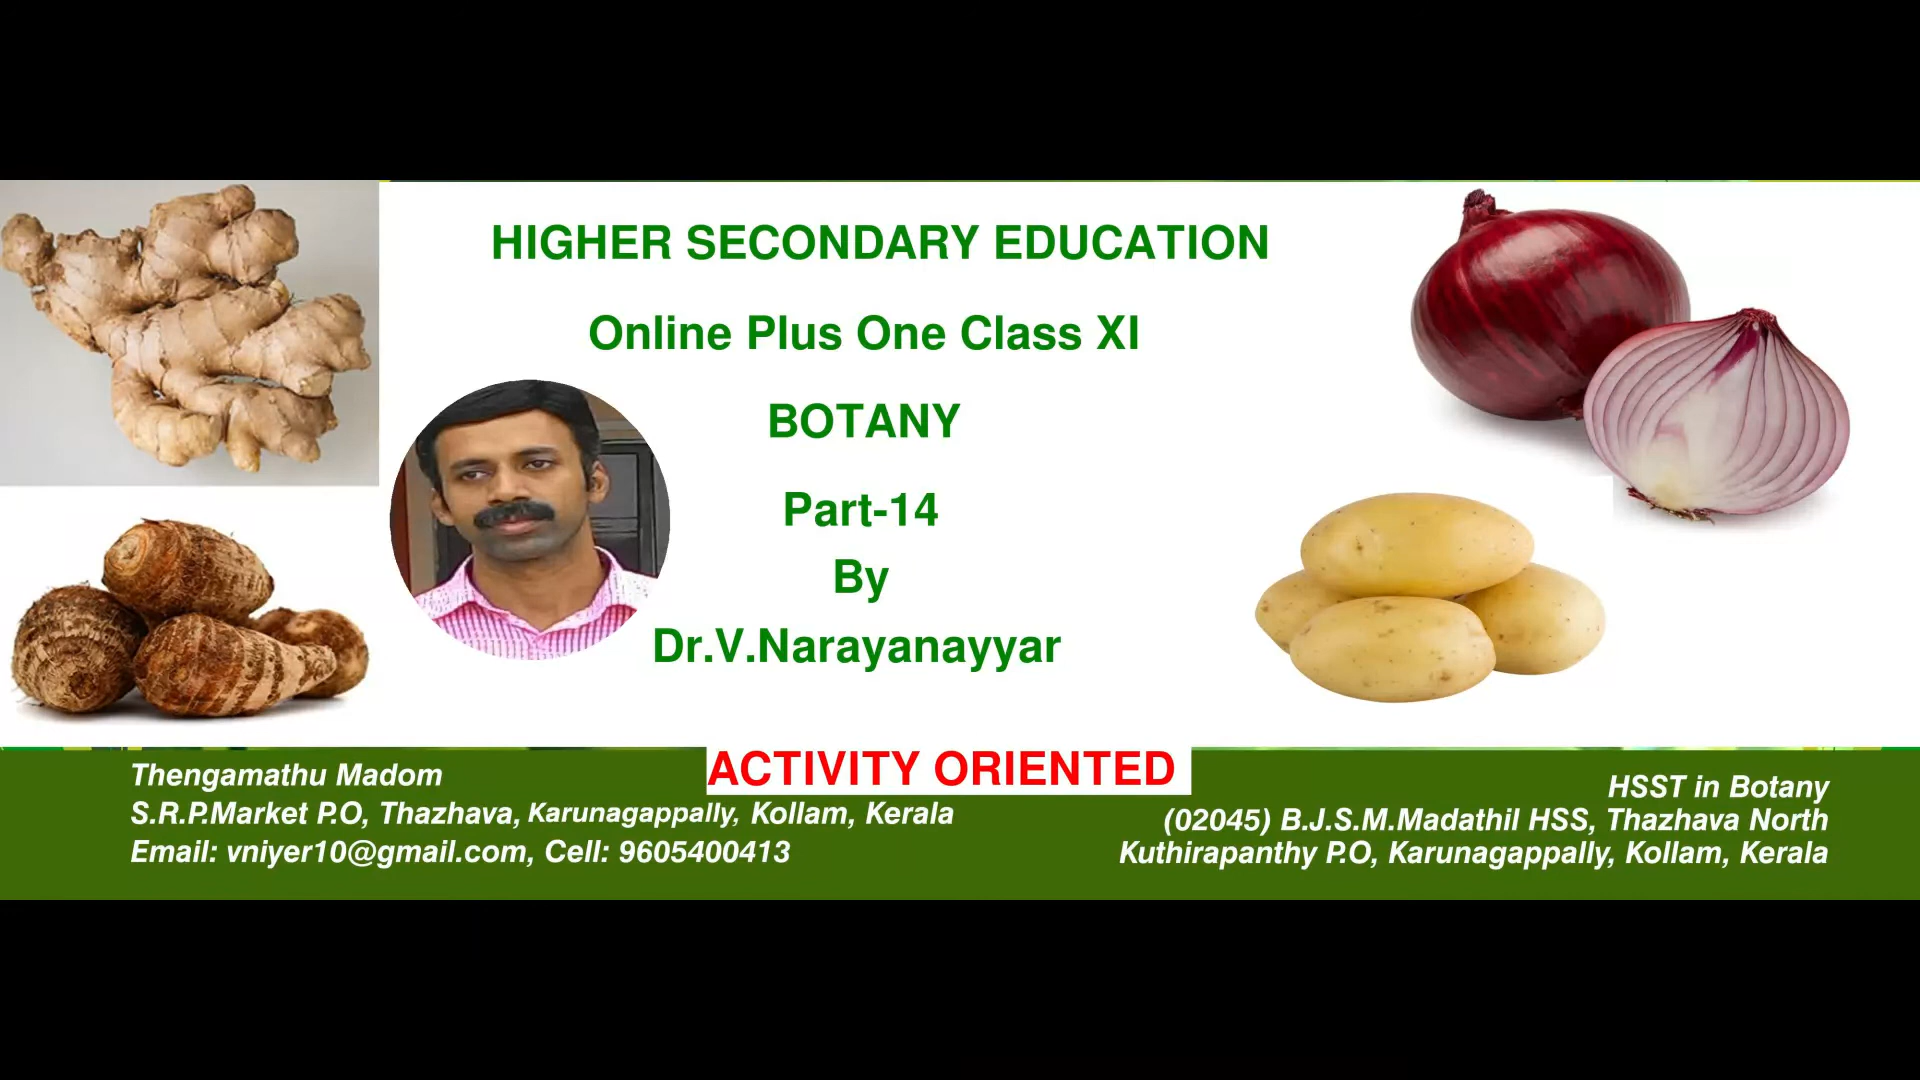 HIGHER SECONDARY EDUCATION
Online Plus One Class XI
BOTANY
Part-14
By
Dr.V.Narayanayyar
ACTIVITY ORIENTED
Thengamathu Madom
S.R.P.Market P.O, Thazhava, Karunagappally, Kollam, Kerala
Email: vniyer10@gmail.com, Cell: 9605400413
HSST in Botany
(02045) B.J.S.M.Madathil HSS, Thazhava North
Kuthirapanthy P.O, Karunagappally, Kollam, Kerala